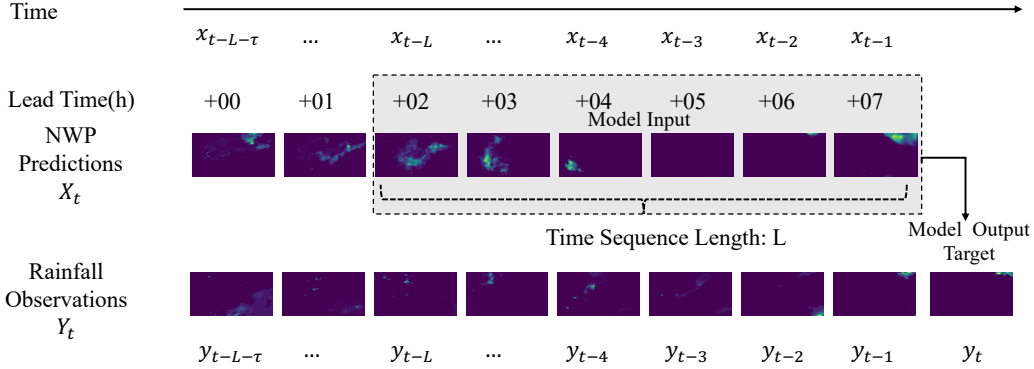 Time
x_{t−L−τ} ... x_{t−L} ... x_{t−4} x_{t−3} x_{t−2} x_{t−1}
Lead Time(h) +00 +01 +02 +03 +04 +05 +06 +07
Model Input
NWP
Predictions
X_t
Time Sequence Length: L
Model Output
Target
Rainfall
Observations
Y_t
y_{t−L−τ} ... y_{t−L} ... y_{t−4} y_{t−3} y_{t−2} y_{t−1} y_t